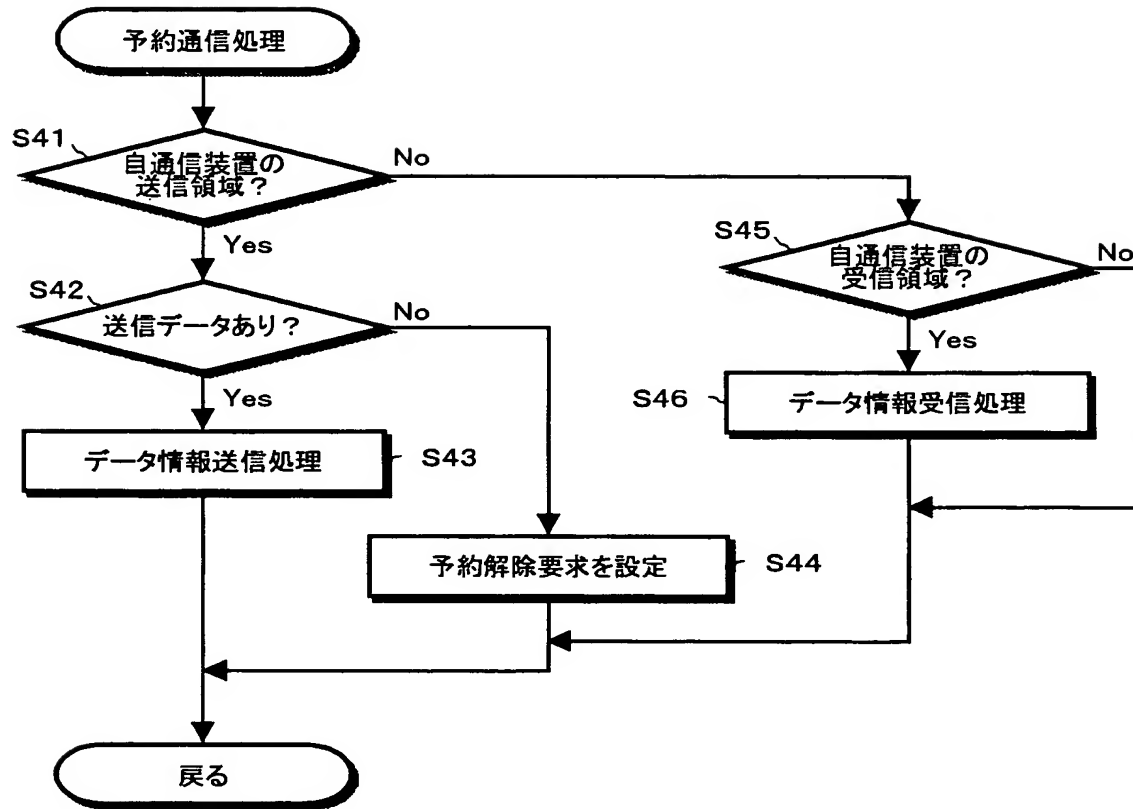 予約通信処理
S41
自通信装置の
送信領域？
No
Yes
S45
自通信装置の
受信領域？
No
Yes
S42
送信データあり？
No
Yes
S46
データ情報受信処理
データ情報送信処理
S43
予約解除要求を設定
S44
戻る